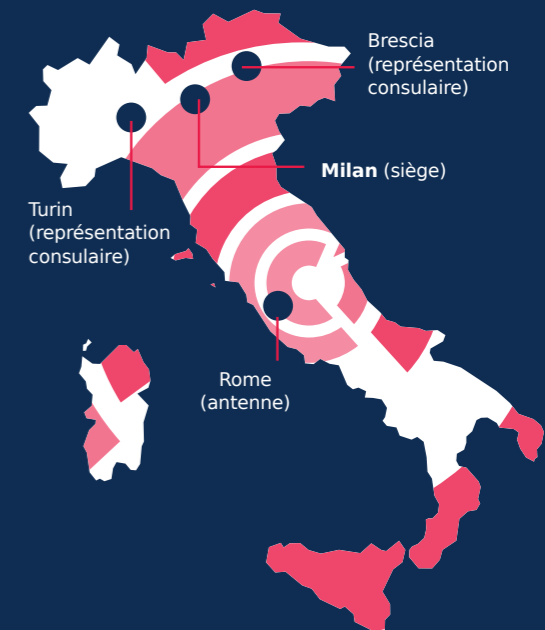 Brescia
(représentation
consulaire)
Milan (siège)
Turin
(représentation
consulaire)
Rome
(antenne)